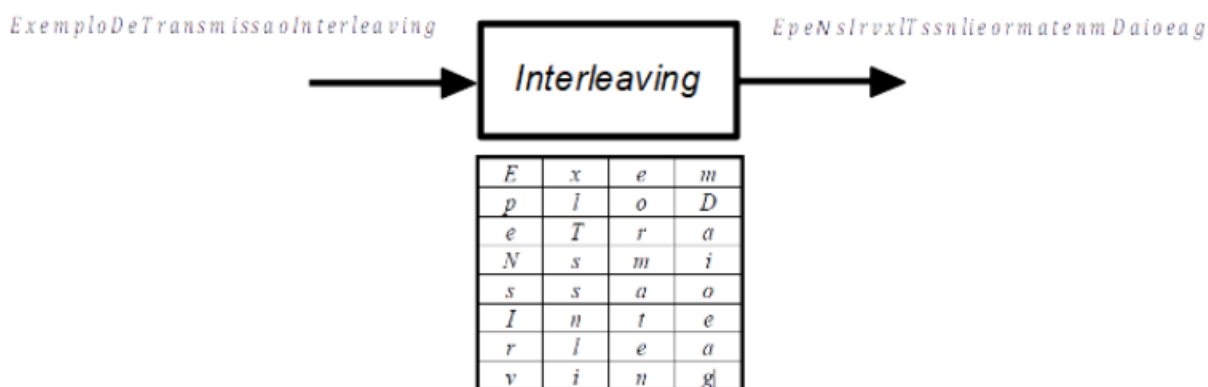 ExemploDeTransmissaoInterleaving
EpeNsIrvxlTssnlieormatenmDaioeag
Interleaving
E x e m
p l o D
e T r a
N s m i
s s a o
I n t e
r l e a
v i n g